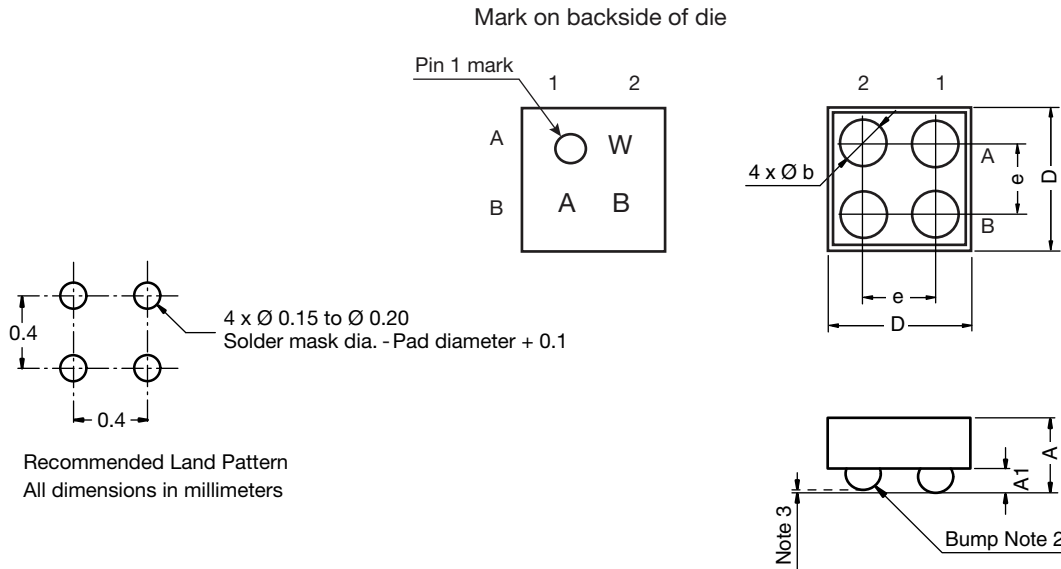 Mark on backside of die
Pin 1 mark
1 2
A W
B A B
2 1
A
B
4 x Ø b
e
D
e
D
0.4
0.4
4 x Ø 0.15 to Ø 0.20
Solder mask dia. - Pad diameter + 0.1
Recommended Land Pattern
All dimensions in millimeters
A
A1
Note 3
Bump Note 2